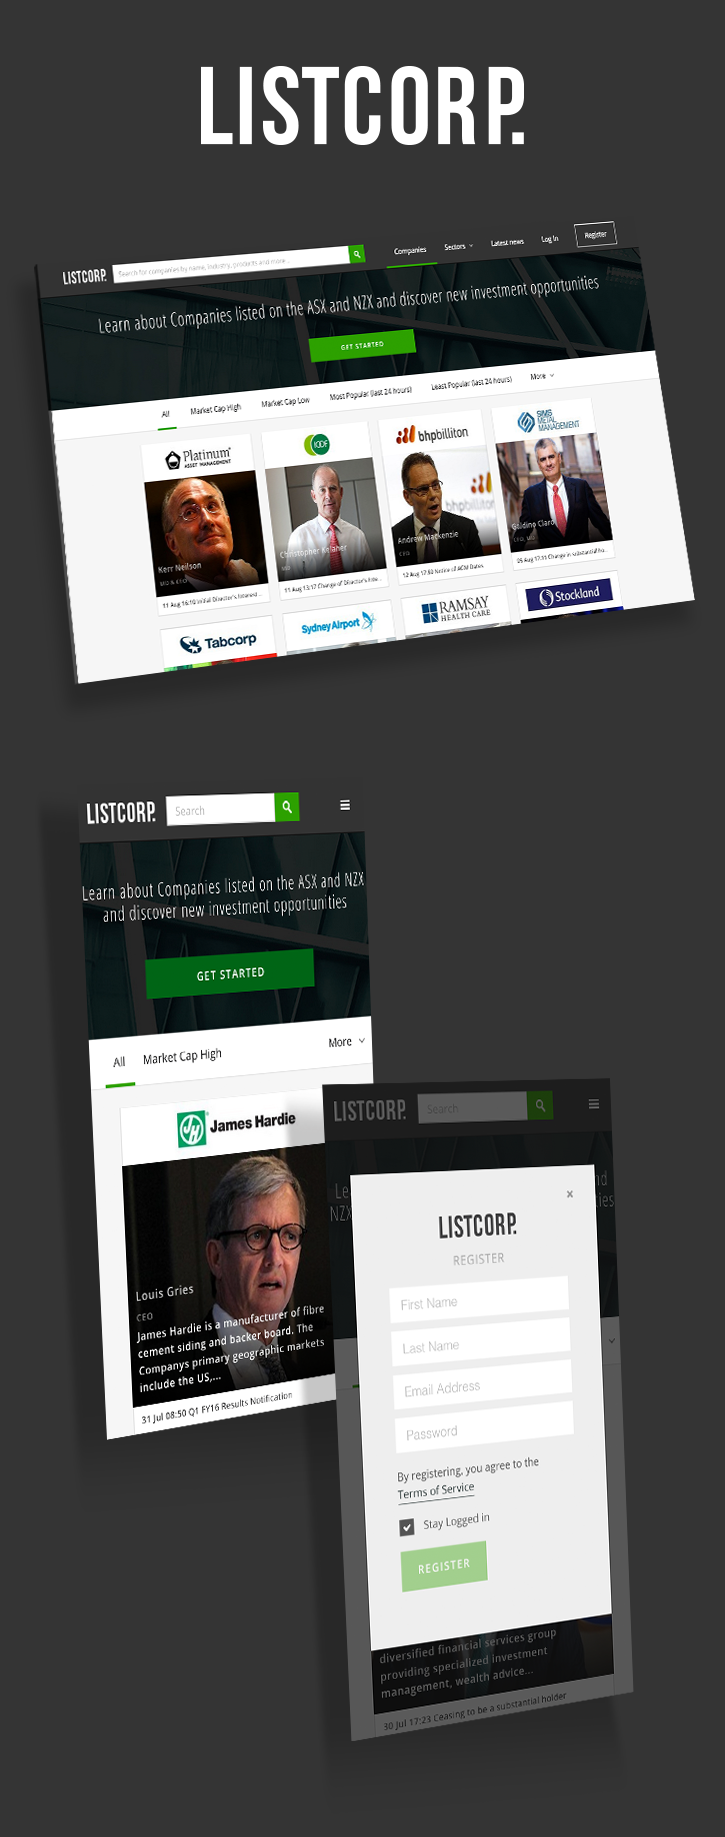 LISTCORP.
LISTCORP.
Search for companies by name, industry, products and more...
Companies
Sectors
Latest news
Log In
Register
Learn about Companies listed on the ASX and NZX and discover new investment opportunities
GET STARTED
All
Market Cap High
Market Cap Low
Most Popular (last 24 hours)
Least Popular (last 24 hours)
More
Platinum
ASSET MANAGEMENT
bhpbilliton
SIMS
METAL
MANAGEMENT
bhpbilliton
Kerr Neilson
MD & CEO
11 Aug 16:10 Initial Director's Interest ...
Christopher Kelaher
11 Aug 13:17 Change of Director's Inte...
Andrew Mackenzie
CEO
12 Aug 17:50 Notice of AGM Dates
Galdino Claro
05 Aug 17:11 Change in substantial ho...
Tabcorp
Sydney Airport
RAMSAY
HEALTH CARE
Stockland
LISTCORP.
Search
Learn about Companies listed on the ASX and NZX
and discover new investment opportunities
GET STARTED
All
Market Cap High
More
James Hardie
Louis Gries
CEO
James Hardie is a manufacturer of fibre
cement siding and backer board. The
Companys primary geographic markets
include the US,...
31 Jul 08:50 Q1 FY16 Results Notification
LISTCORP.
Search
Le
nd
NZX
ties
×
LISTCORP.
REGISTER
First Name
Last Name
Email Address
Password
By registering, you agree to the
Terms of Service
Stay Logged in
REGISTER
diversified financial services group
providing specialized investment
management, wealth advice...
30 Jul 17:23 Ceasing to be a substantial holder